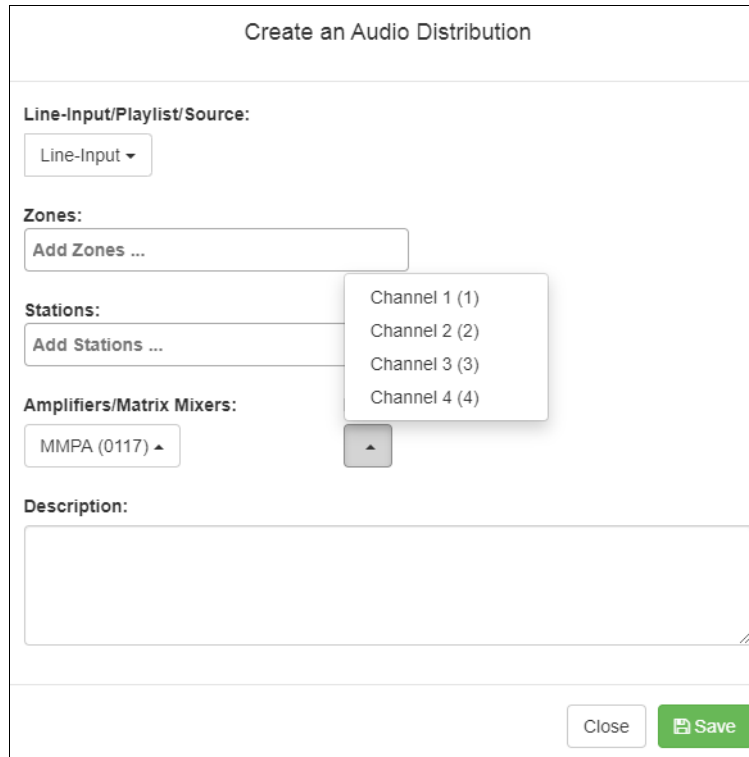 Create an Audio Distribution
Line-Input/Playlist/Source:
Line-Input
Zones:
Add Zones ...
Stations:
Add Stations ...
Channel 1 (1)
Channel 2 (2)
Channel 3 (3)
Channel 4 (4)
Amplifiers/Matrix Mixers:
MMPA (0117)
Description:
Close
Save